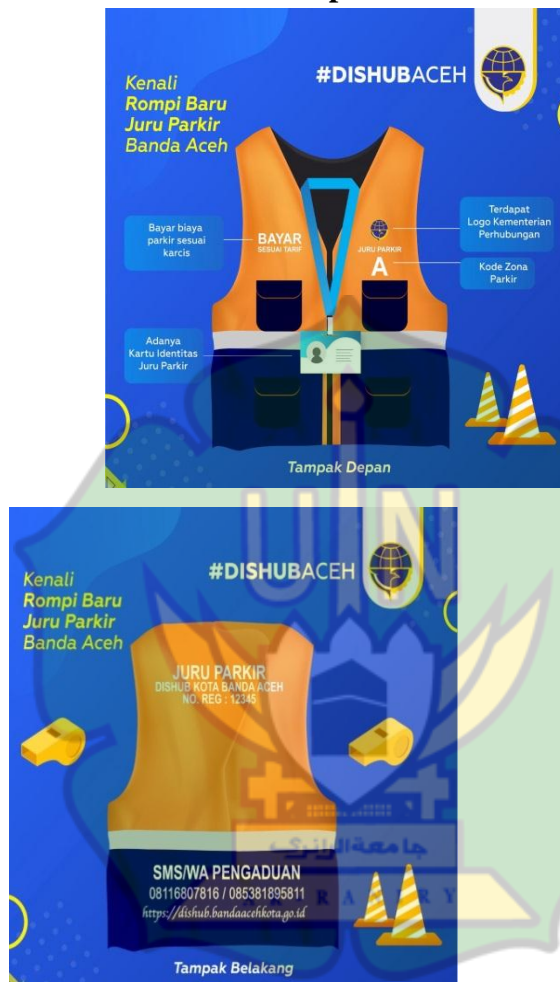 #DISHUBACEH
Kenali
Rompi Baru
Juru Parkir
Banda Aceh
Bayar biaya
parkir sesuai
karcis
BAYAR
SESUAI TARIF
JURU PARKIR
A
Terdapat
Logo Kementerian
Perhubungan
Kode Zona
Parkir
Adanya
Kartu Identitas
Juru Parkir
Tampak Depan
UIN
#DISHUBACEH
Kenali
Rompi Baru
Juru Parkir
Banda Aceh
JURU PARKIR
DISHUB KOTA BANDA ACEH
NO. REG : 12345
جامعة الرانري
SMS/WA PENGADUAN
08116807816 / 085381895811
https://dishub.bandaacehkota.go.id
Tampak Belakang